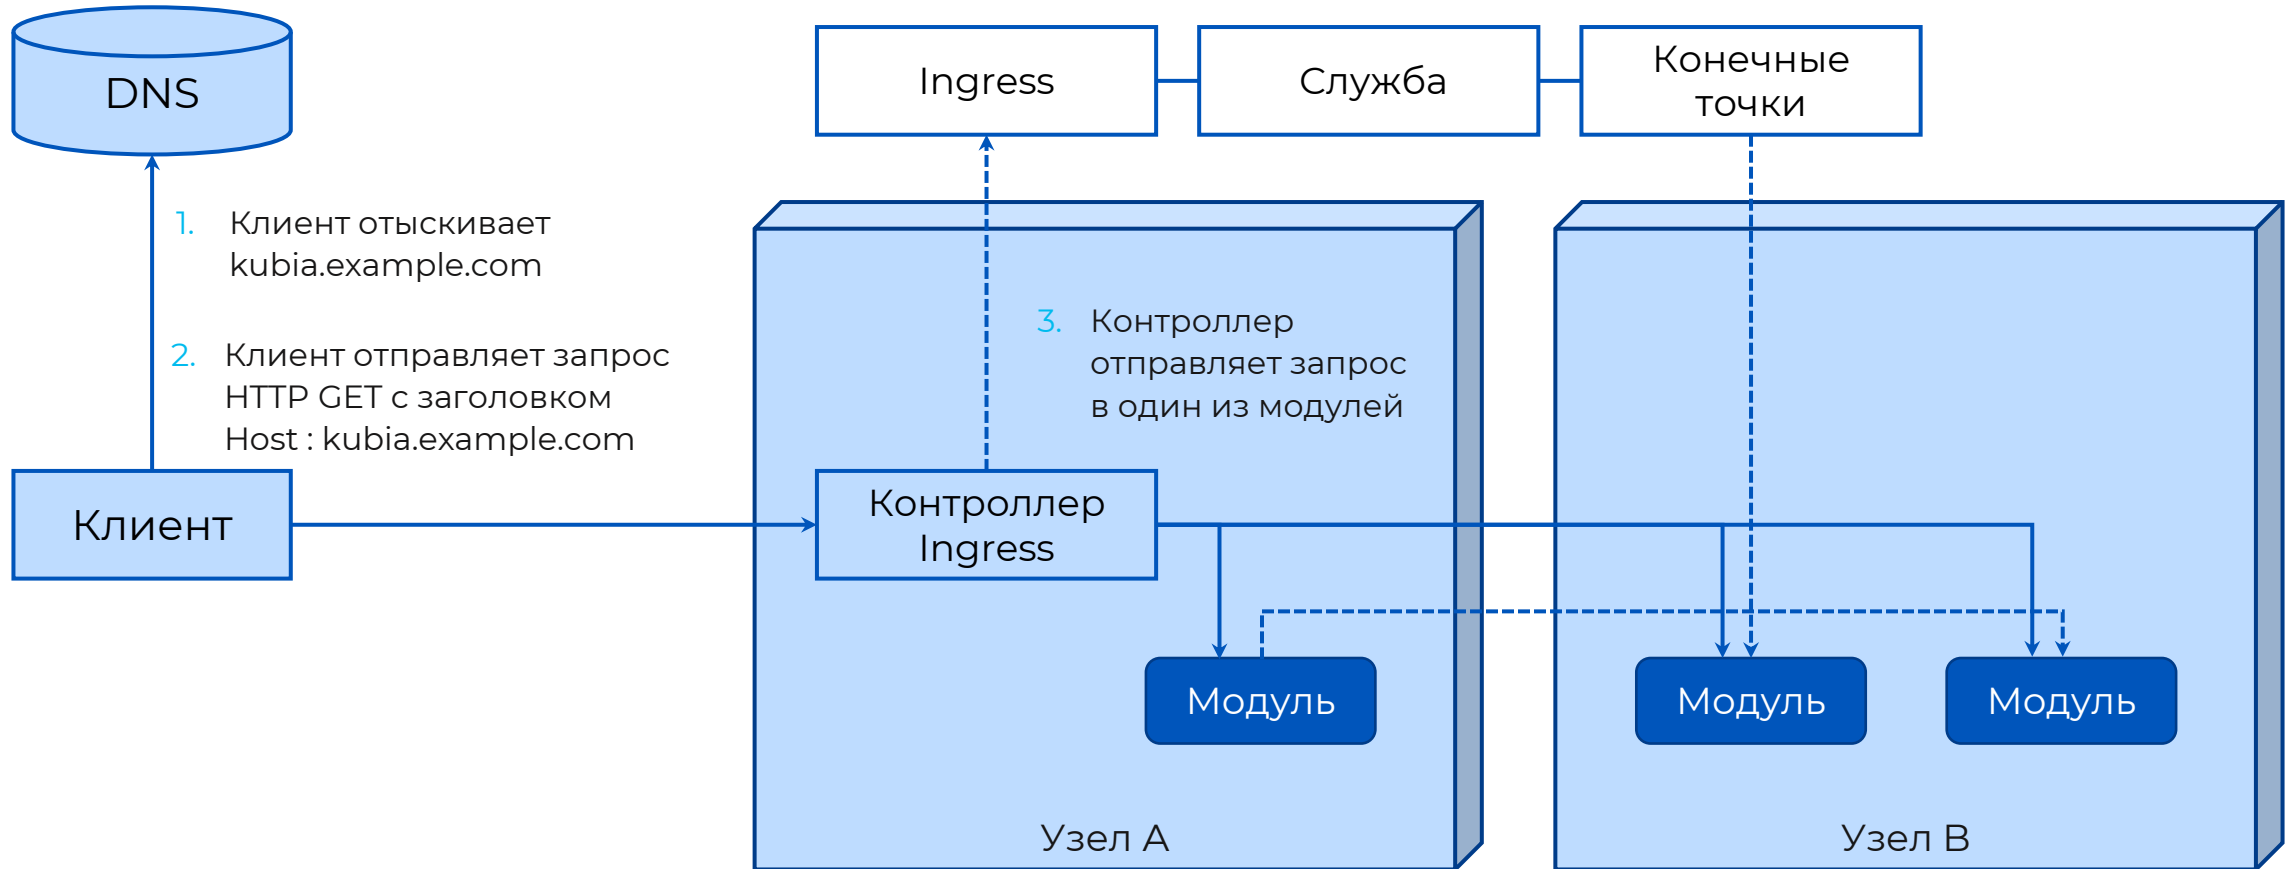 DNS
Ingress
Служба
Конечные
точки
1. Клиент отыскивает
kubia.example.com
2. Клиент отправляет запрос
HTTP GET с заголовком
Host : kubia.example.com
3. Контроллер
отправляет запрос
в один из модулей
Клиент
Контроллер
Ingress
Модуль
Модуль
Модуль
Узел A
Узел B